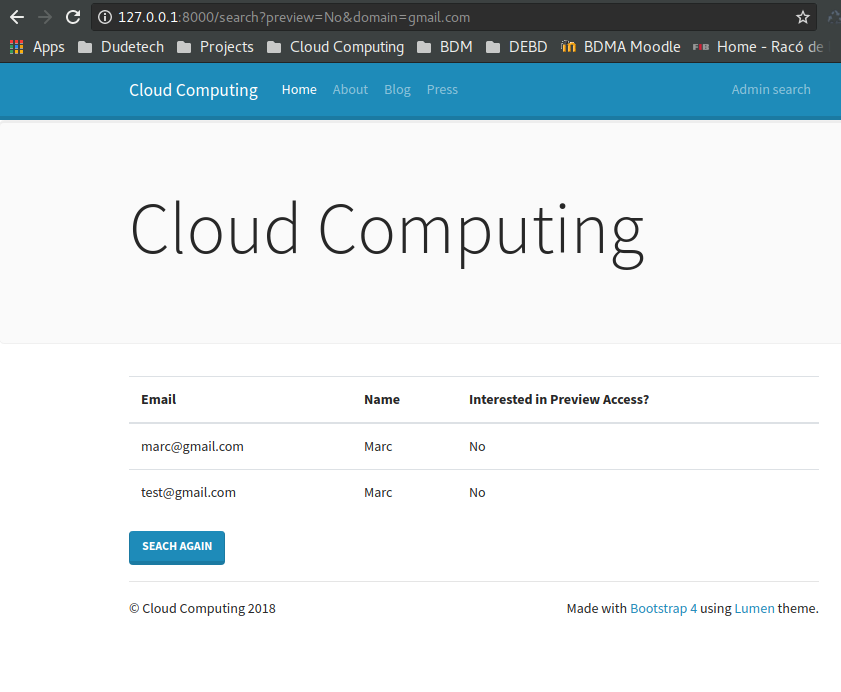 127.0.0.1:8000/search?preview=No&domain=gmail.com
Apps Dudetech Projects Cloud Computing BDM DEBD BDMA Moodle Home - Racó de
Cloud Computing Home About Blog Press Admin search
Cloud Computing
Email Name Interested in Preview Access?
marc@gmail.com Marc No
test@gmail.com Marc No
SEACH AGAIN
© Cloud Computing 2018 Made with Bootstrap 4 using Lumen theme.